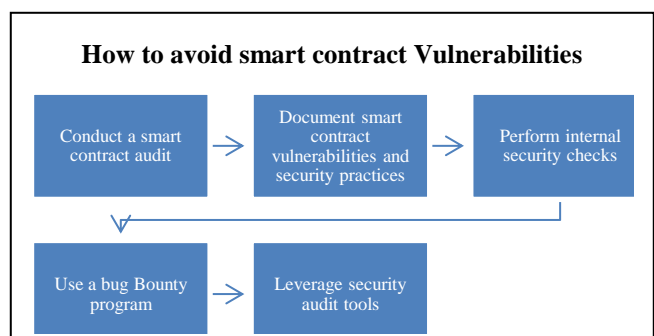 How to avoid smart contract Vulnerabilities
Conduct a smart
contract audit
Document smart
contract
vulnerabilities and
security practices
Perform internal
security checks
Use a bug Bounty
program
Leverage security
audit tools